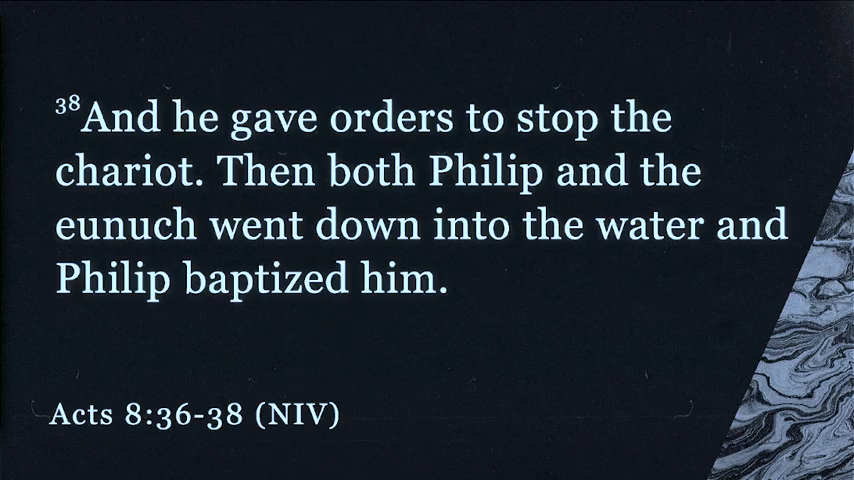 38And he gave orders to stop the
chariot. Then both Philip and the
eunuch went down into the water and
Philip baptized him.
Acts 8:36-38 (NIV)